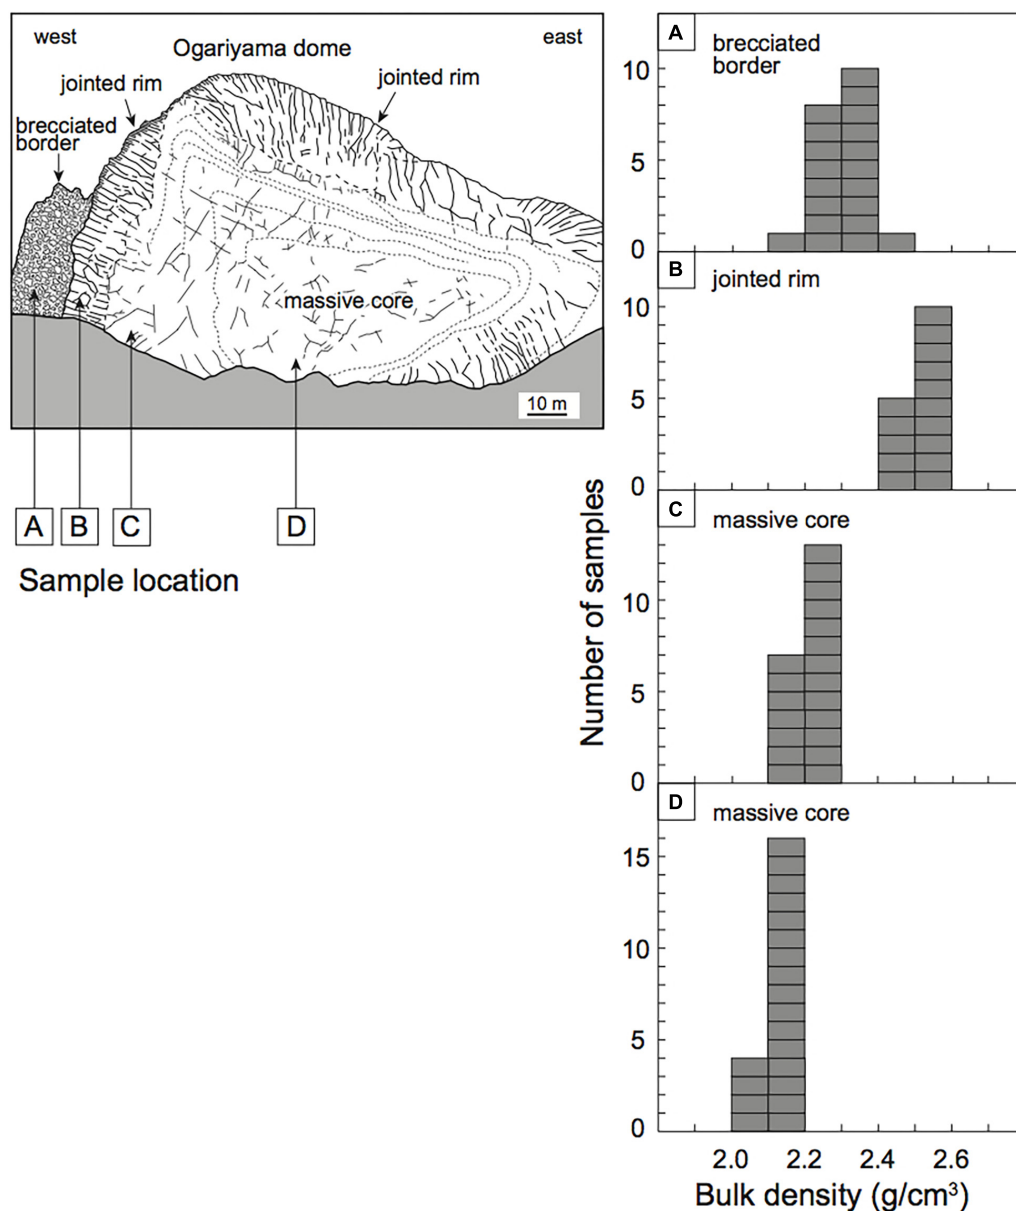 west
Ogariyama dome
east
jointed rim
jointed rim
brecciated
border
massive core
10 m
A
B
C
D
Sample location
Number of samples
A
brecciated
border
10
5
0
B
jointed rim
10
5
0
C
massive core
10
5
0
D
massive core
15
10
5
0
2.0 2.2 2.4 2.6
Bulk density (g/cm³)